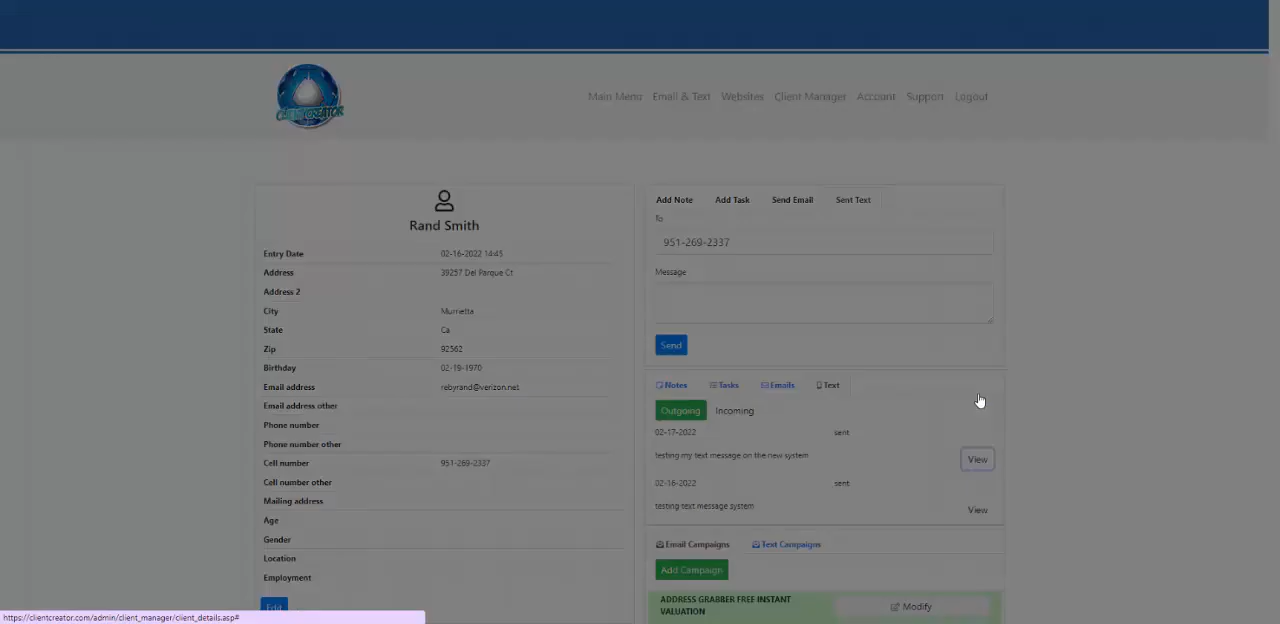 CLIENT CREATOR
Main Menu Email & Text Websites Client Manager Account Support Logout
Rand Smith
Entry Date 02-16-2022 14:45
Address 39257 Del Parque Ct
Address 2
City Murrietta
State Ca
Zip 92562
Birthday 02-19-1970
Email address rebyrand@verizon.net
Email address other
Phone number
Phone number other
Cell number 951-269-2337
Cell number other
Mailing address
Age
Gender
Location
Employment
Edit
Add Note Add Task Send Email Sent Text
To
951-269-2337
Message
Send
Notes Tasks Emails Text
Outgoing Incoming
02-17-2022 sent
testing my text message on the new system
View
02-16-2022 sent
testing text message system
View
Email Campaigns Text Campaigns
Add Campaign
ADDRESS GRABBER FREE INSTANT
VALUATION
Modify
https://clientcreator.com/admin/client_manager/client_details.asp#